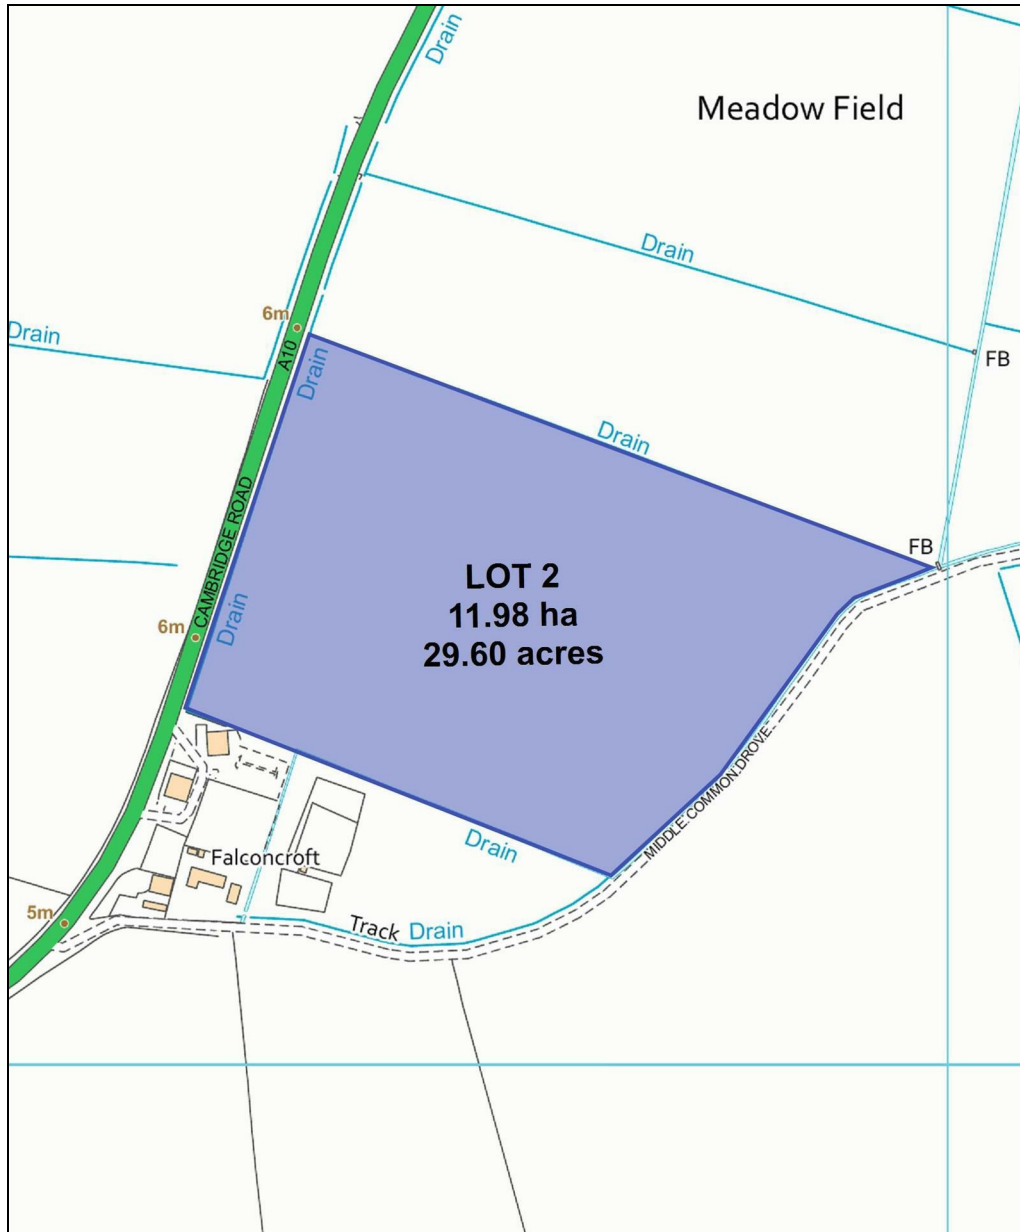 Drain
Meadow Field
Drain
6m
Drain
A10
FB
Drain
Drain
CAMBRIDGE ROAD
FB
LOT 2
11.98 ha
29.60 acres
Drain
6m
MIDDLE COMMON DROVE
Drain
Falconcroft
5m
Track
Drain